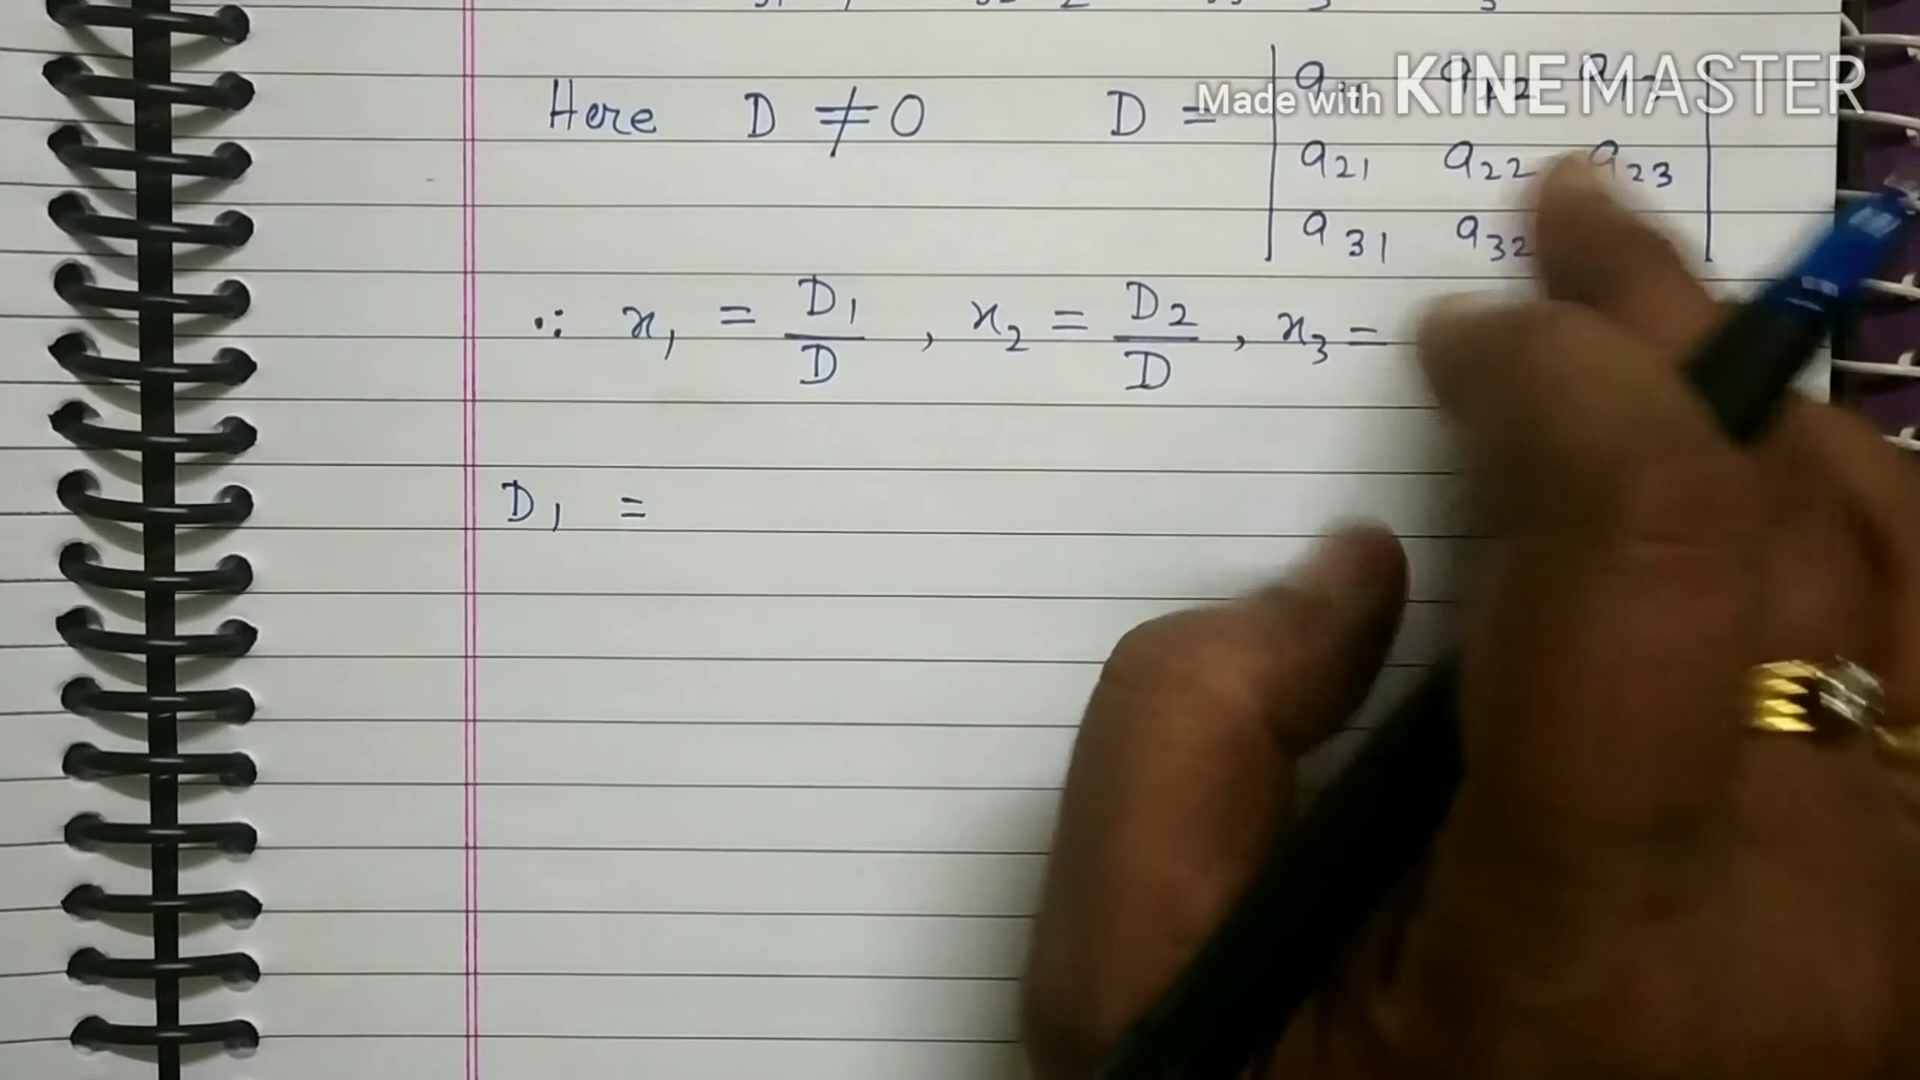 Here D ≠ 0 D =
Made with KINEMASTER
a21 a22 a23
a31 a32
∴ x1 = D1/D , x2 = D2/D , x3 =
D1 =